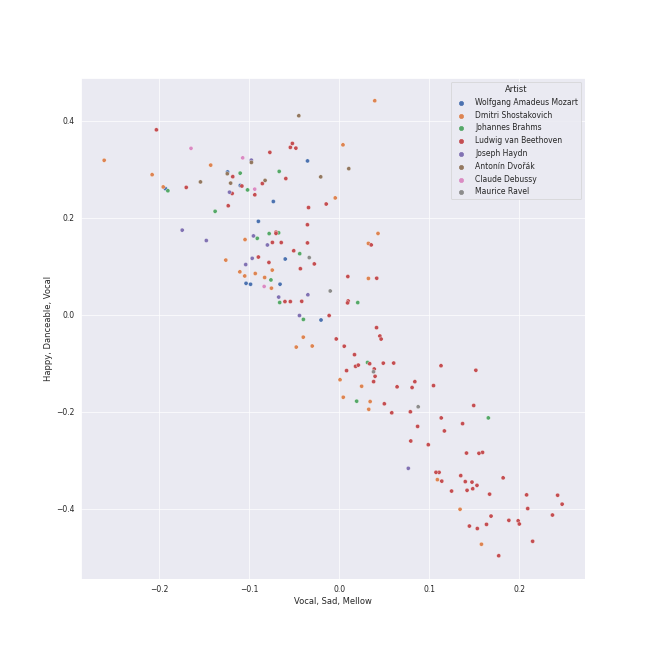 Artist
Wolfgang Amadeus Mozart
Dmitri Shostakovich
Johannes Brahms
Ludwig van Beethoven
Joseph Haydn
Antonín Dvořák
Claude Debussy
Maurice Ravel
Happy, Danceable, Vocal
0.4
0.2
0.0
−0.2
−0.4
−0.2
−0.1
0.0
0.1
0.2
Vocal, Sad, Mellow